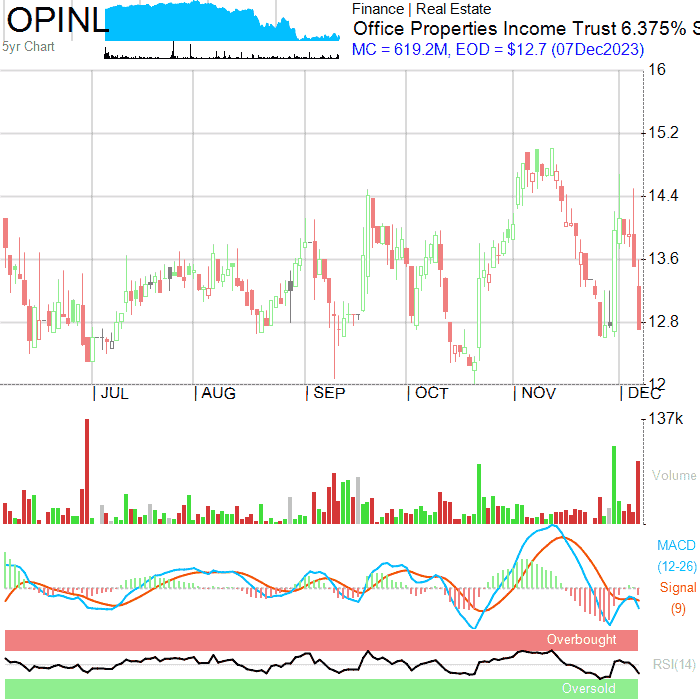 OPINL
5yr Chart
Finance | Real Estate
Office Properties Income Trust 6.375% S
MC = 619.2M, EOD = $12.7 (07Dec2023)
16
15.2
14.4
13.6
12.8
12
| JUL | AUG | SEP | OCT | NOV | DEC
137k
Volume
MACD
(12-26)
Signal
(9)
Overbought
RSI(14)
Oversold